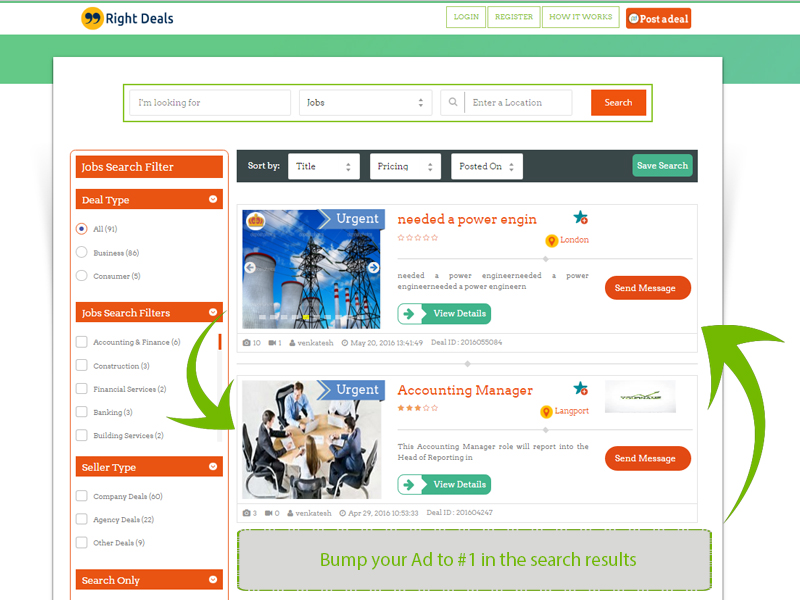 Right Deals
LOGIN
REGISTER
HOW IT WORKS
Post a deal
I'm looking for
Jobs
Enter a Location
Search
Jobs Search Filter
Deal Type
All (91)
Business (86)
Consumer (5)
Jobs Search Filters
Accounting & Finance (6)
Construction (3)
Financial Services (2)
Banking (3)
Building Services (2)
Seller Type
Company Deals (60)
Agency Deals (22)
Other Deals (9)
Search Only
Sort by:
Title
Pricing
Posted On
Save Search
Urgent
needed a power engin
London
needed a power engineerneeded a power
engineerneeded a power engineern
Send Message
View Details
10
1
venkatesh
May 20, 2016 13:41:49
Deal ID : 2016055084
Urgent
Accounting Manager
Langport
This Accounting Manager role will report into the
Head of Reporting in
Send Message
View Details
3
0
venkatesh
Apr 29, 2016 10:53:33
Deal ID : 201604247
Bump your Ad to #1 in the search results